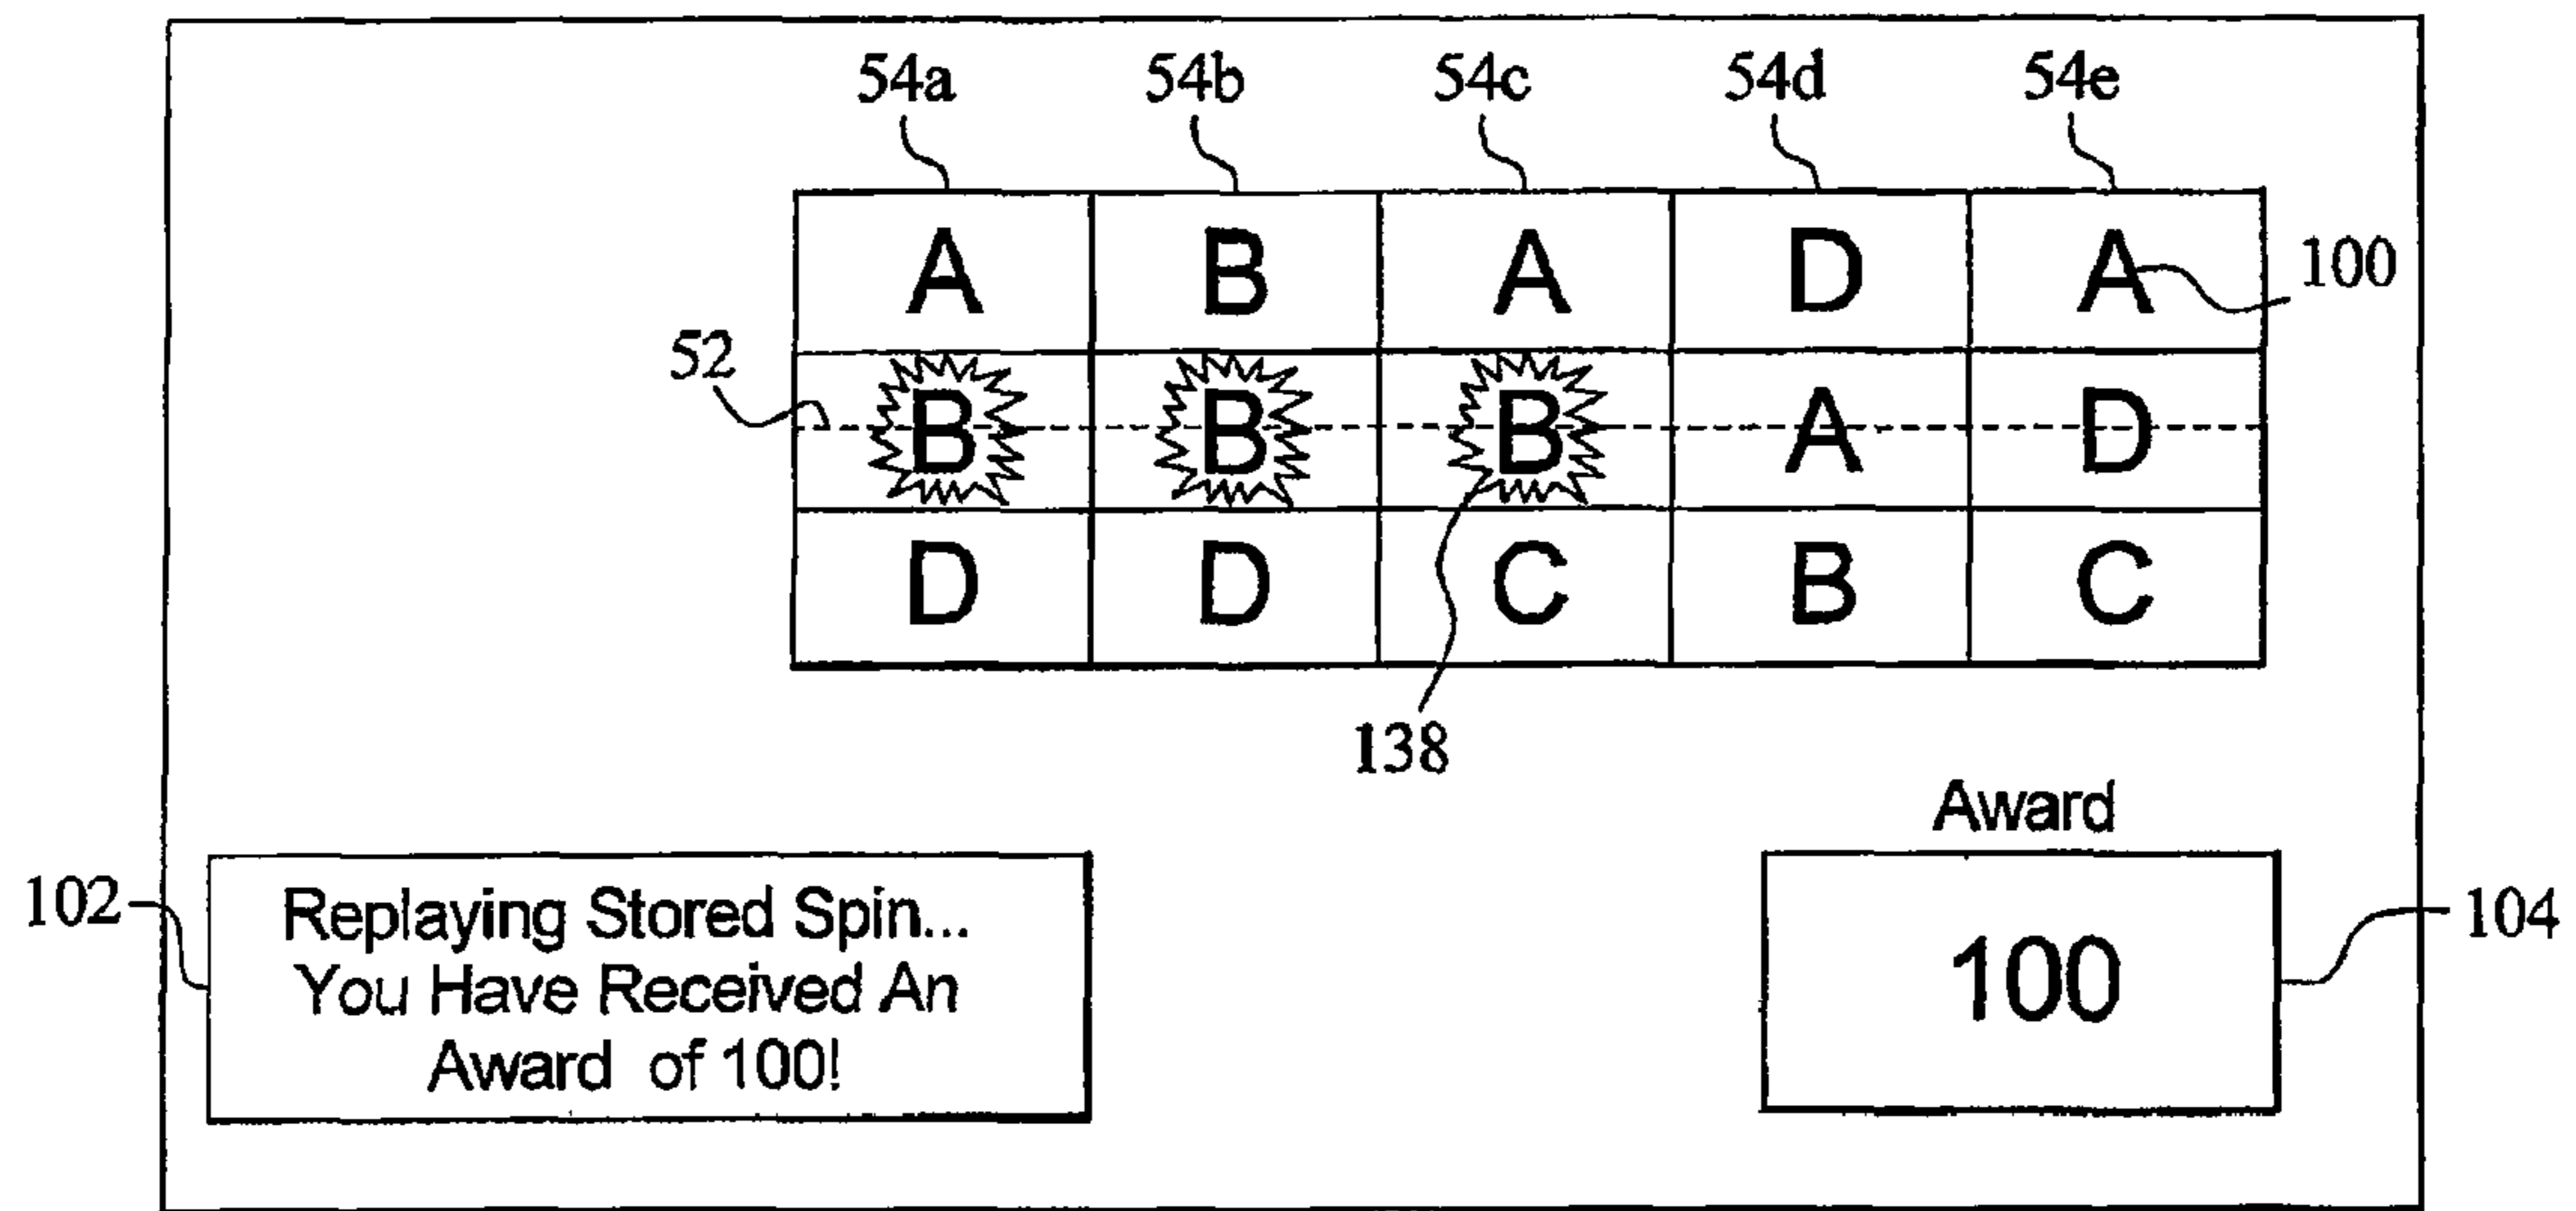 54a 54b 54c 54d 54e
A B A D A 100
52
B B B A D
D D C B C
138
Award
102
Replaying Stored Spin...
You Have Received An
Award of 100!
100
104